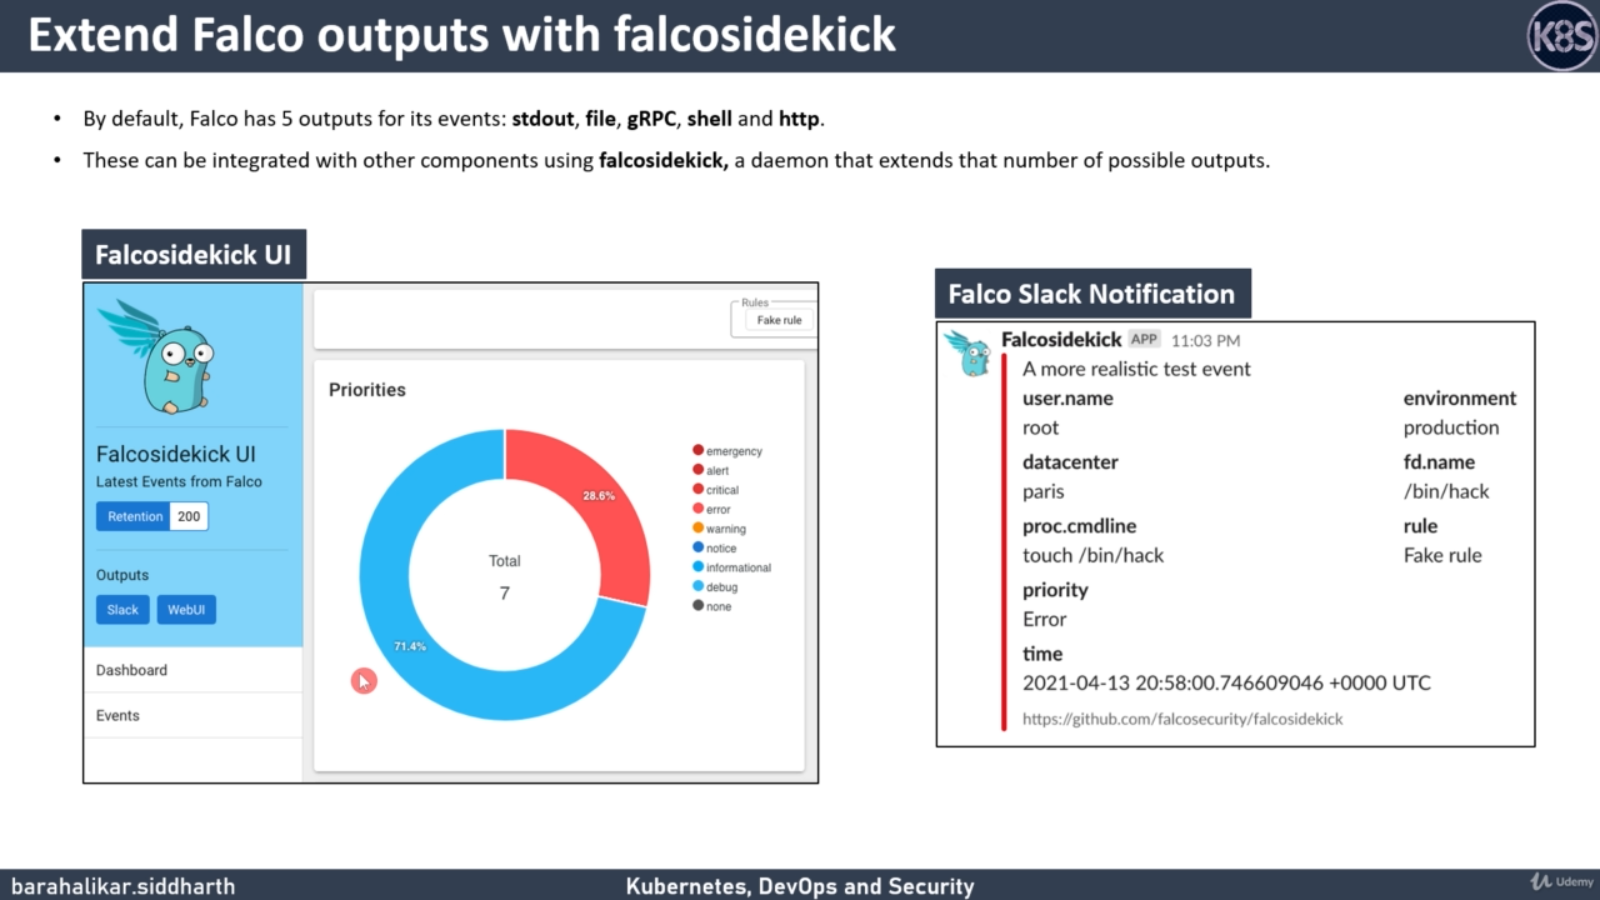 Extend Falco outputs with falcosidekick
K8S
• By default, Falco has 5 outputs for its events: stdout, file, gRPC, shell and http.
• These can be integrated with other components using falcosidekick, a daemon that extends that number of possible outputs.
Falcosidekick UI
Rules
Fake rule
Falcosidekick UI
Latest Events from Falco
Retention 200
Outputs
Slack WebUI
Dashboard
Events
Priorities
28.6%
71.4%
Total
7
emergency
alert
critical
error
warning
notice
informational
debug
none
Falco Slack Notification
Falcosidekick APP 11:03 PM
A more realistic test event
user.name environment
root production
datacenter fd.name
paris /bin/hack
proc.cmdline rule
touch /bin/hack Fake rule
priority
Error
time
2021-04-13 20:58:00.746609046 +0000 UTC
https://github.com/falcosecurity/falcosidekick
barahalikar.siddharth Kubernetes, DevOps and Security Udemy